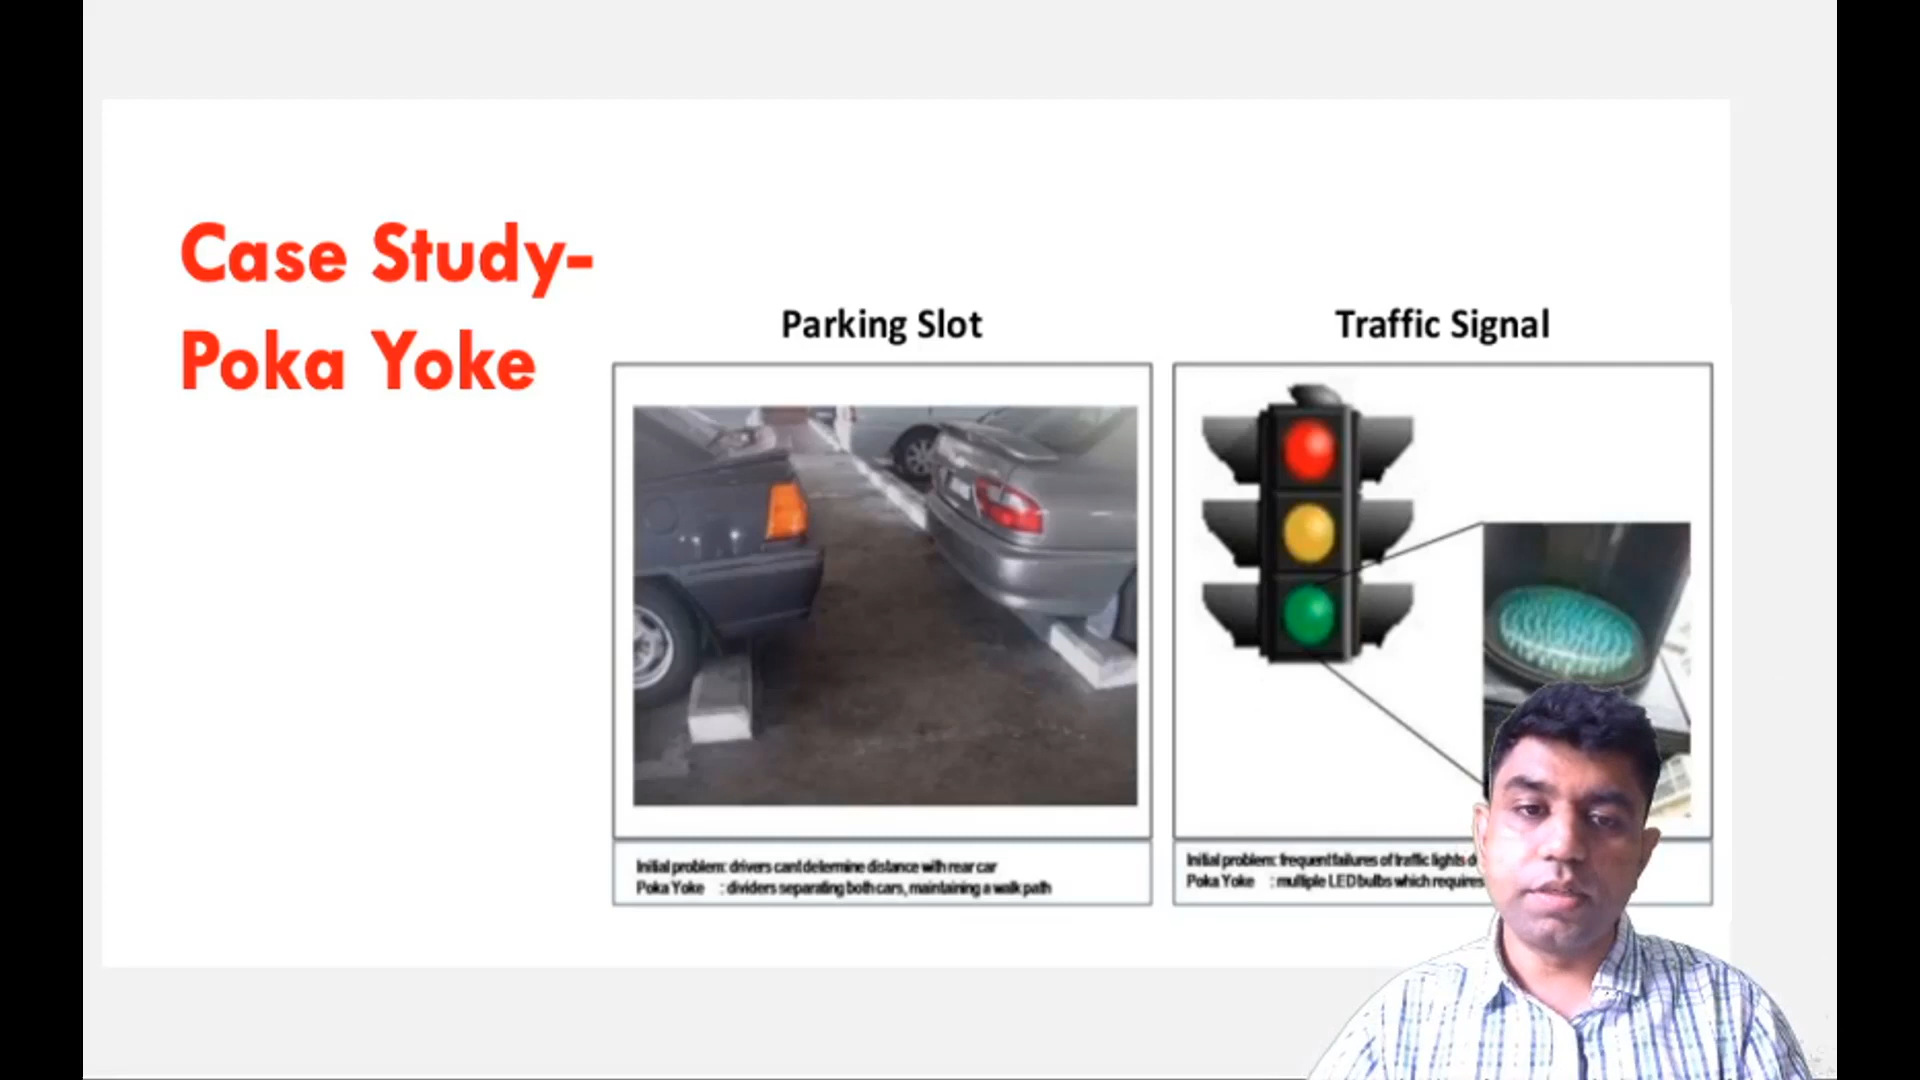 Case Study-
Poka Yoke
Parking Slot
Traffic Signal
Initial problem: drivers cant determine distance with rear car
Poka Yoke : dividers separating both cars, maintaining a walk path
Initial problem: frequent failures of traffic lights
Poka Yoke : multiple LED bulbs which requires